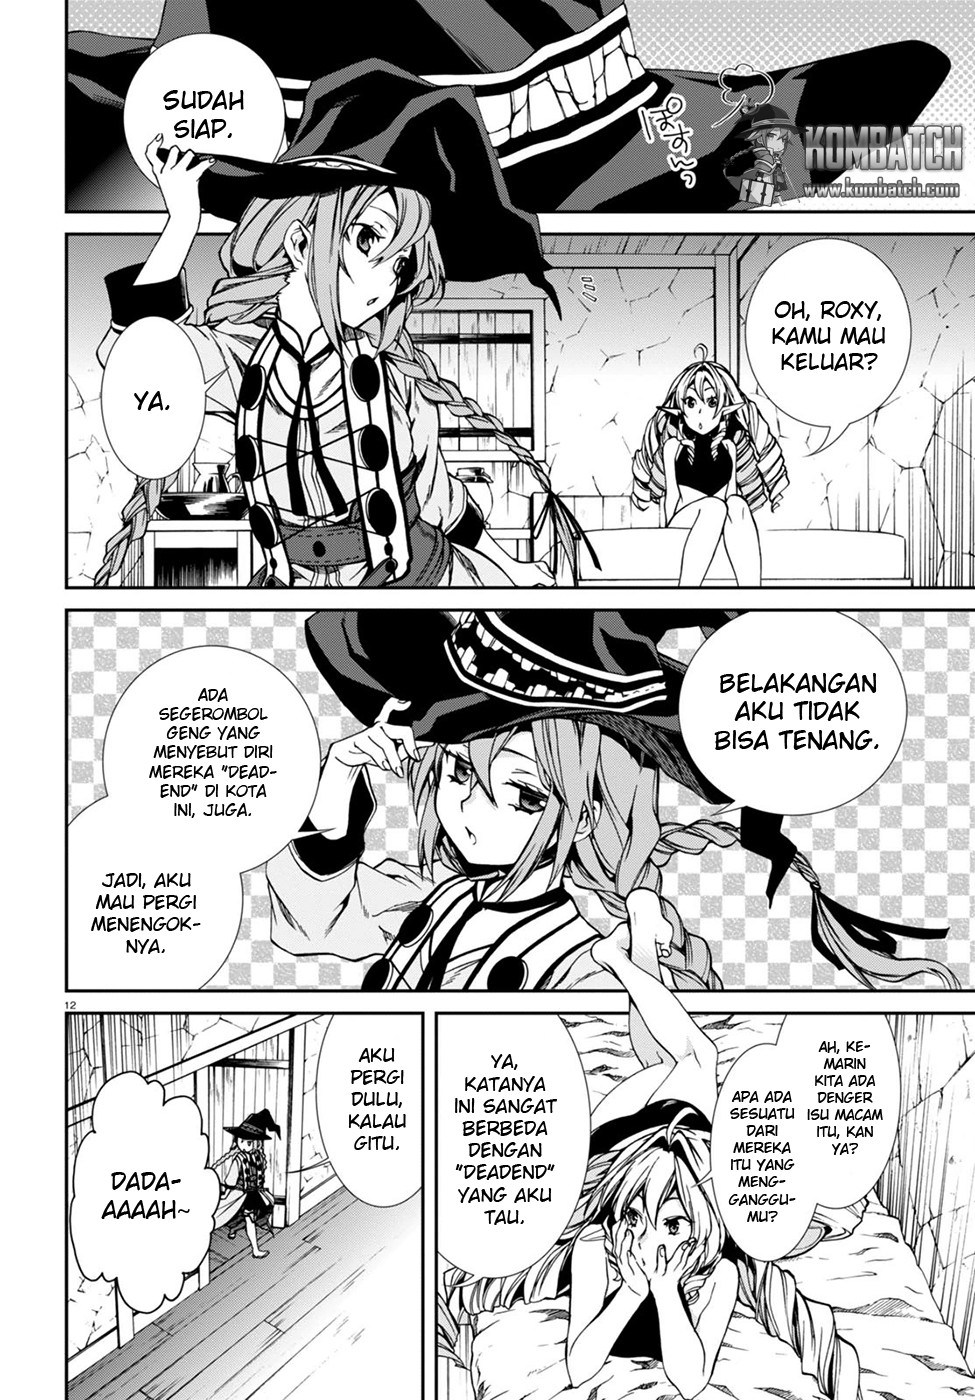 SUDAH
SIAP.
ぱすんっ
KOMBATCH
www.kombatch.com
OH, ROXY,
KAMU MAU
KELUAR?
YA.
BELAKANGAN
AKU TIDAK
BISA TENANG.
ADA
SEGEROMBOL
GENG YANG
MENYEBUT DIRI
MEREKA "DEAD-
END" DI KOTA
INI, JUGA.
JADI, AKU
MAU PERGI
MENENGOK-
NYA.
12
AH, KE-
MARIN
KITA ADA
DENGER
ISU MACAM
ITU, KAN
YA?
APA ADA
SESUATU
DARI
MEREKA
ITU YANG
MENG-
GANGGU-
MU?
YA,
KATANYA
INI SANGAT
BERBEDA
DENGAN
"DEADEND"
YANG AKU
TAU.
AKU
PERGI
DULU,
KALAU
GITU.
DADA-
AAAAH~